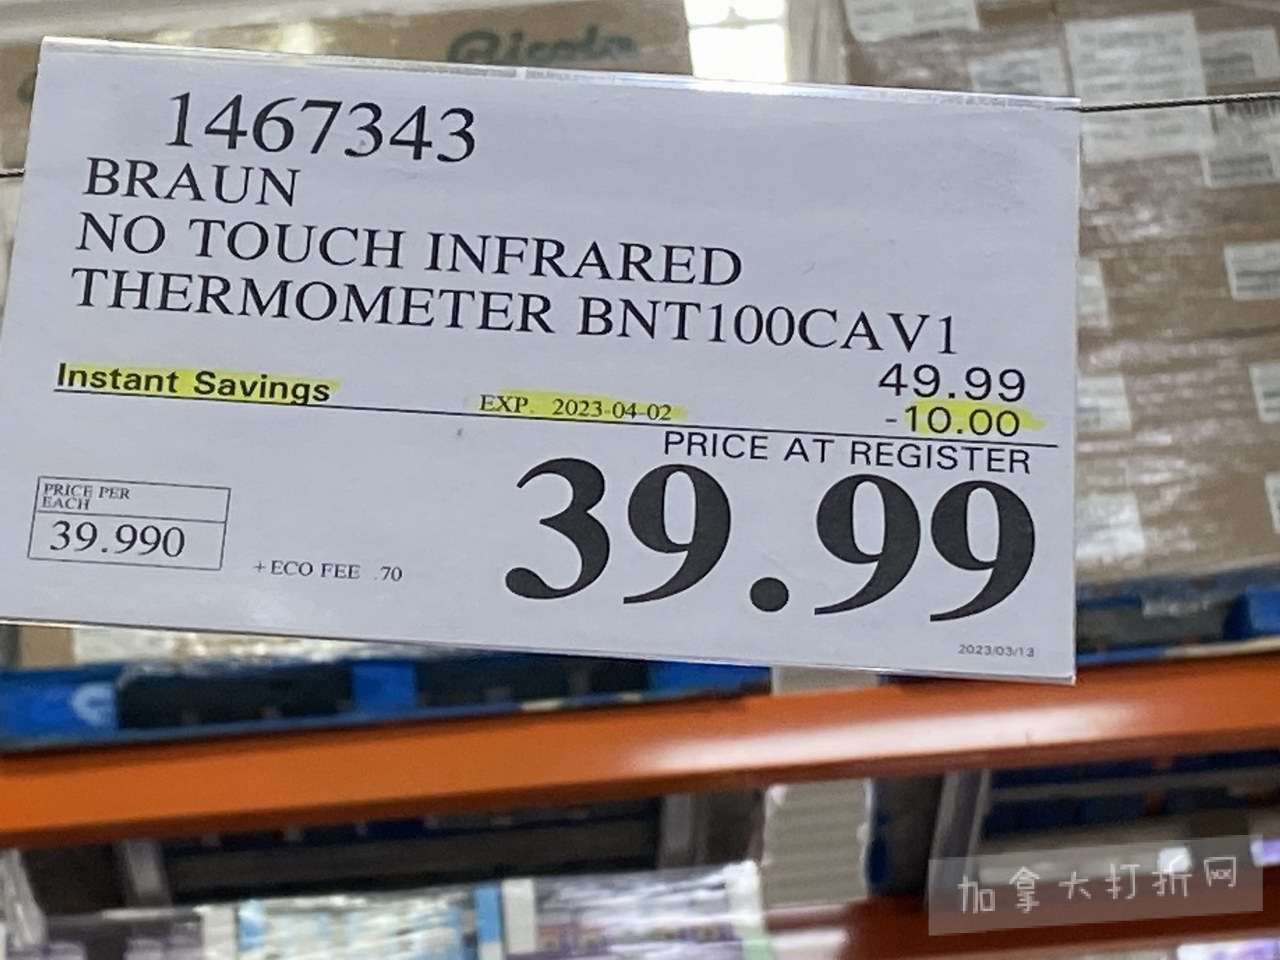 1467343
BRAUN
NO TOUCH INFRARED
THERMOMETER BNT100CAV1
49.99
Instant Savings EXP. 2023-04-02 -10.00
PRICE AT REGISTER
39.99
PRICE PER
EACH
39.990
+ECO FEE .70
2023/03/13
加拿大打折网